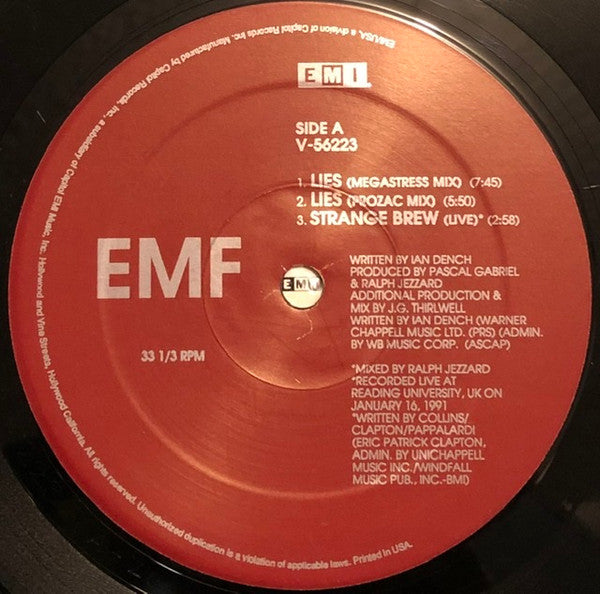 EMI
SIDE A
V-56223
1. LIES (MEGASTRESS MIX) (7:45)
2. LIES (PROZAC MIX) (5:50)
3. STRANGE BREW (LIVE)* (2:58)
EMF
EMI
33 1/3 RPM
WRITTEN BY IAN DENCH
PRODUCED BY PASCAL GABRIEL
& RALPH JEZZARD
ADDITIONAL PRODUCTION &
MIX BY J.G. THIRLWELL
WRITTEN BY IAN DENCH (WARNER
CHAPPELL MUSIC LTD. (PRS) (ADMIN.
BY WB MUSIC CORP. (ASCAP)
*MIXED BY RALPH JEZZARD
*RECORDED LIVE AT
READING UNIVERSITY, UK ON
JANUARY 16, 1991
*WRITTEN BY COLLINS/
CLAPTON/PAPPALARDI
(ERIC PATRICK CLAPTON,
ADMIN. BY UNICHAPPELL
MUSIC INC./WINDFALL
MUSIC PUB., INC.-BMI)
EMI/USA, a division of Capitol Records Inc. Manufactured by Capitol Records, Inc., a subsidiary of Capitol EMI Music, Inc., Hollywood and Vine Streets, Hollywood California. All rights reserved. Unauthorized duplication is a violation of applicable laws. Printed in USA.